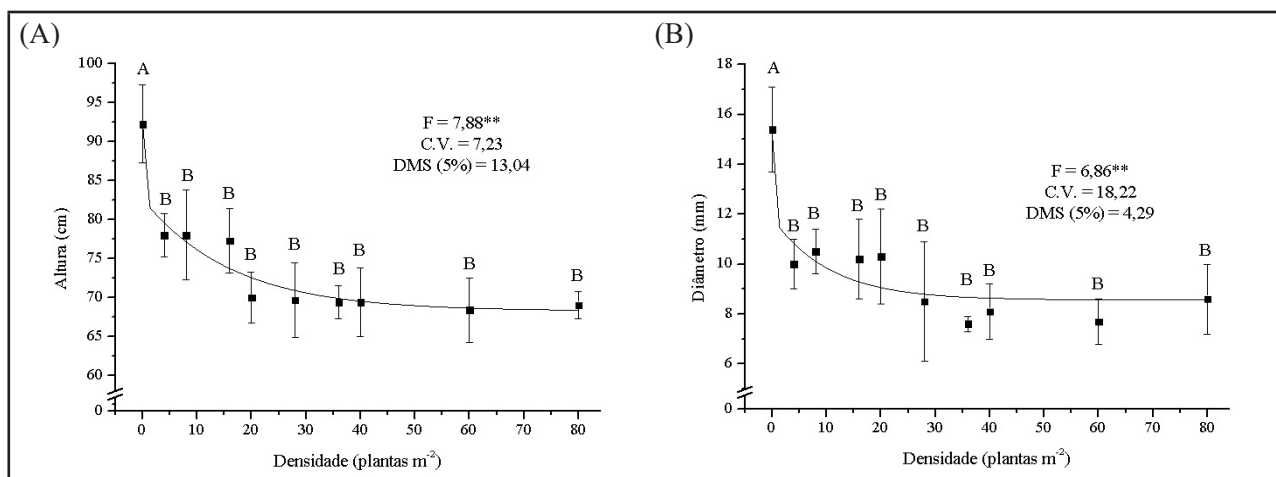 (A)
100
95
90
85
80
75
70
65
60
0
Altura (cm)
A
B
B
B
B
B
B
B
B
B
F = 7,88**
C.V. = 7,23
DMS (5%) = 13,04
0 10 20 30 40 50 60 70 80
Densidade (plantas m-2)
(B)
18
16
14
12
10
8
6
0
Diâmetro (mm)
A
B
B
B
B
B
B
B
B
B
F = 6,86**
C.V. = 18,22
DMS (5%) = 4,29
0 10 20 30 40 50 60 70 80
Densidade (plantas m-2)